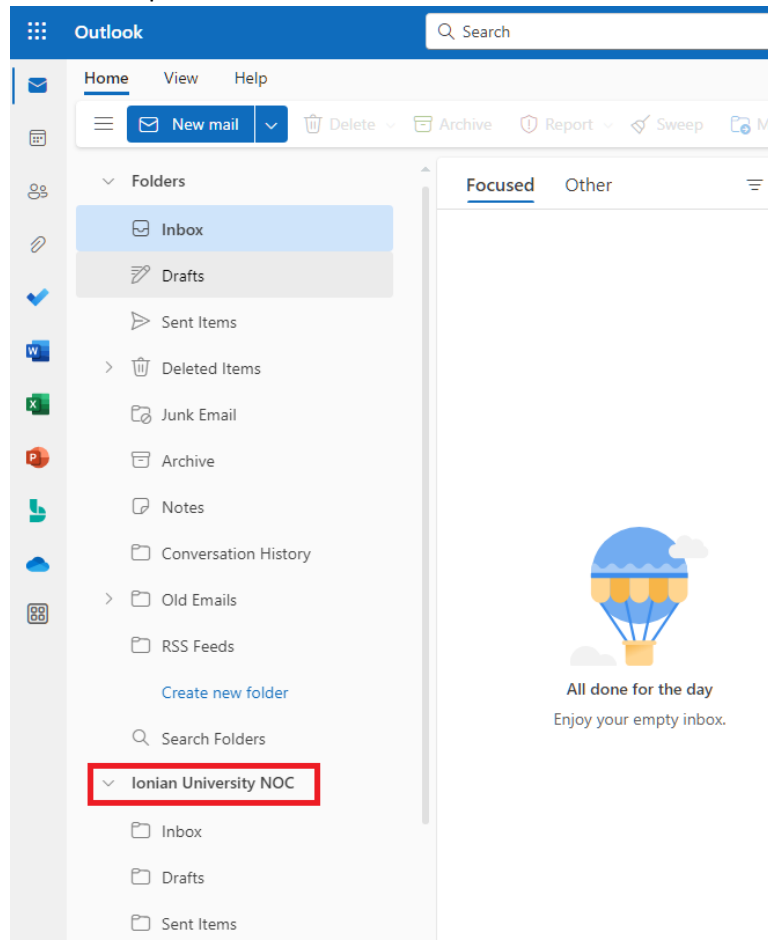 Outlook
Search
Home View Help
New mail Delete Archive Report Sweep M
Folders
Focused Other
Inbox
Drafts
Sent Items
Deleted Items
Junk Email
Archive
Notes
Conversation History
Old Emails
RSS Feeds
Create new folder
Search Folders
All done for the day
Enjoy your empty inbox.
Ionian University NOC
Inbox
Drafts
Sent Items